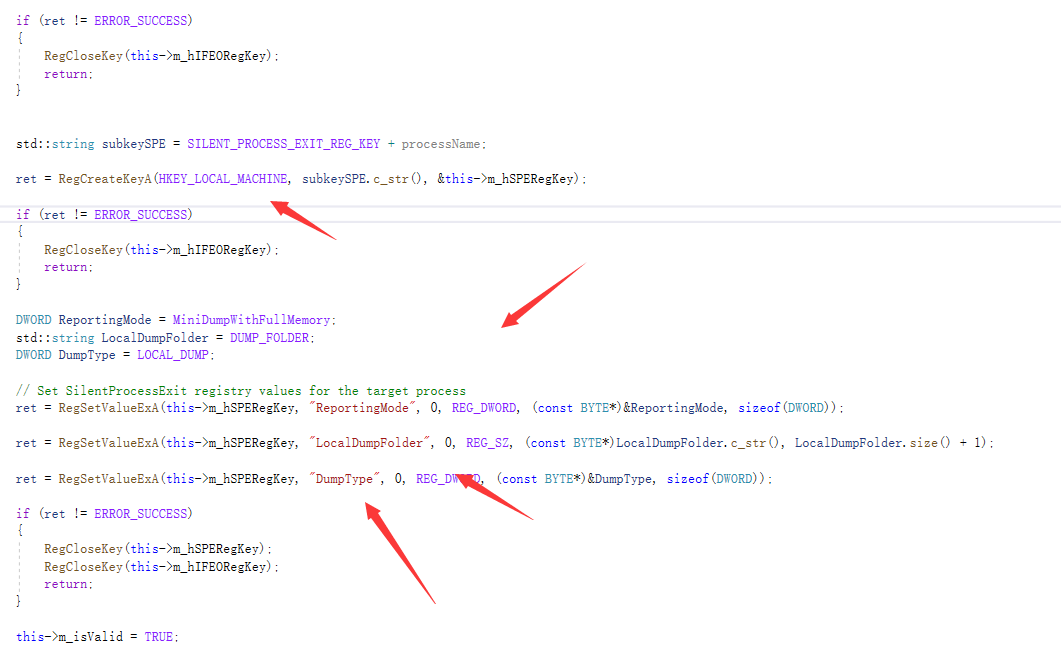 if (ret != ERROR_SUCCESS)
{
RegCloseKey(this->m_hIFEORegKey);
return;
}
std::string subkeySPE = SILENT_PROCESS_EXIT_REG_KEY + processName;
ret = RegCreateKeyA(HKEY_LOCAL_MACHINE, subkeySPE.c_str(), &this->m_hSPERegKey);
if (ret != ERROR_SUCCESS)
{
RegCloseKey(this->m_hIFEORegKey);
return;
}
DWORD ReportingMode = MiniDumpWithFullMemory;
std::string LocalDumpFolder = DUMP_FOLDER;
DWORD DumpType = LOCAL_DUMP;
// Set SilentProcessExit registry values for the target process
ret = RegSetValueExA(this->m_hSPERegKey, "ReportingMode", 0, REG_DWORD, (const BYTE*)&ReportingMode, sizeof(DWORD));
ret = RegSetValueExA(this->m_hSPERegKey, "LocalDumpFolder", 0, REG_SZ, (const BYTE*)LocalDumpFolder.c_str(), LocalDumpFolder.size() + 1);
ret = RegSetValueExA(this->m_hSPERegKey, "DumpType", 0, REG_DWORD, (const BYTE*)&DumpType, sizeof(DWORD));
if (ret != ERROR_SUCCESS)
{
RegCloseKey(this->m_hSPERegKey);
RegCloseKey(this->m_hIFEORegKey);
return;
}
this->m_isValid = TRUE;